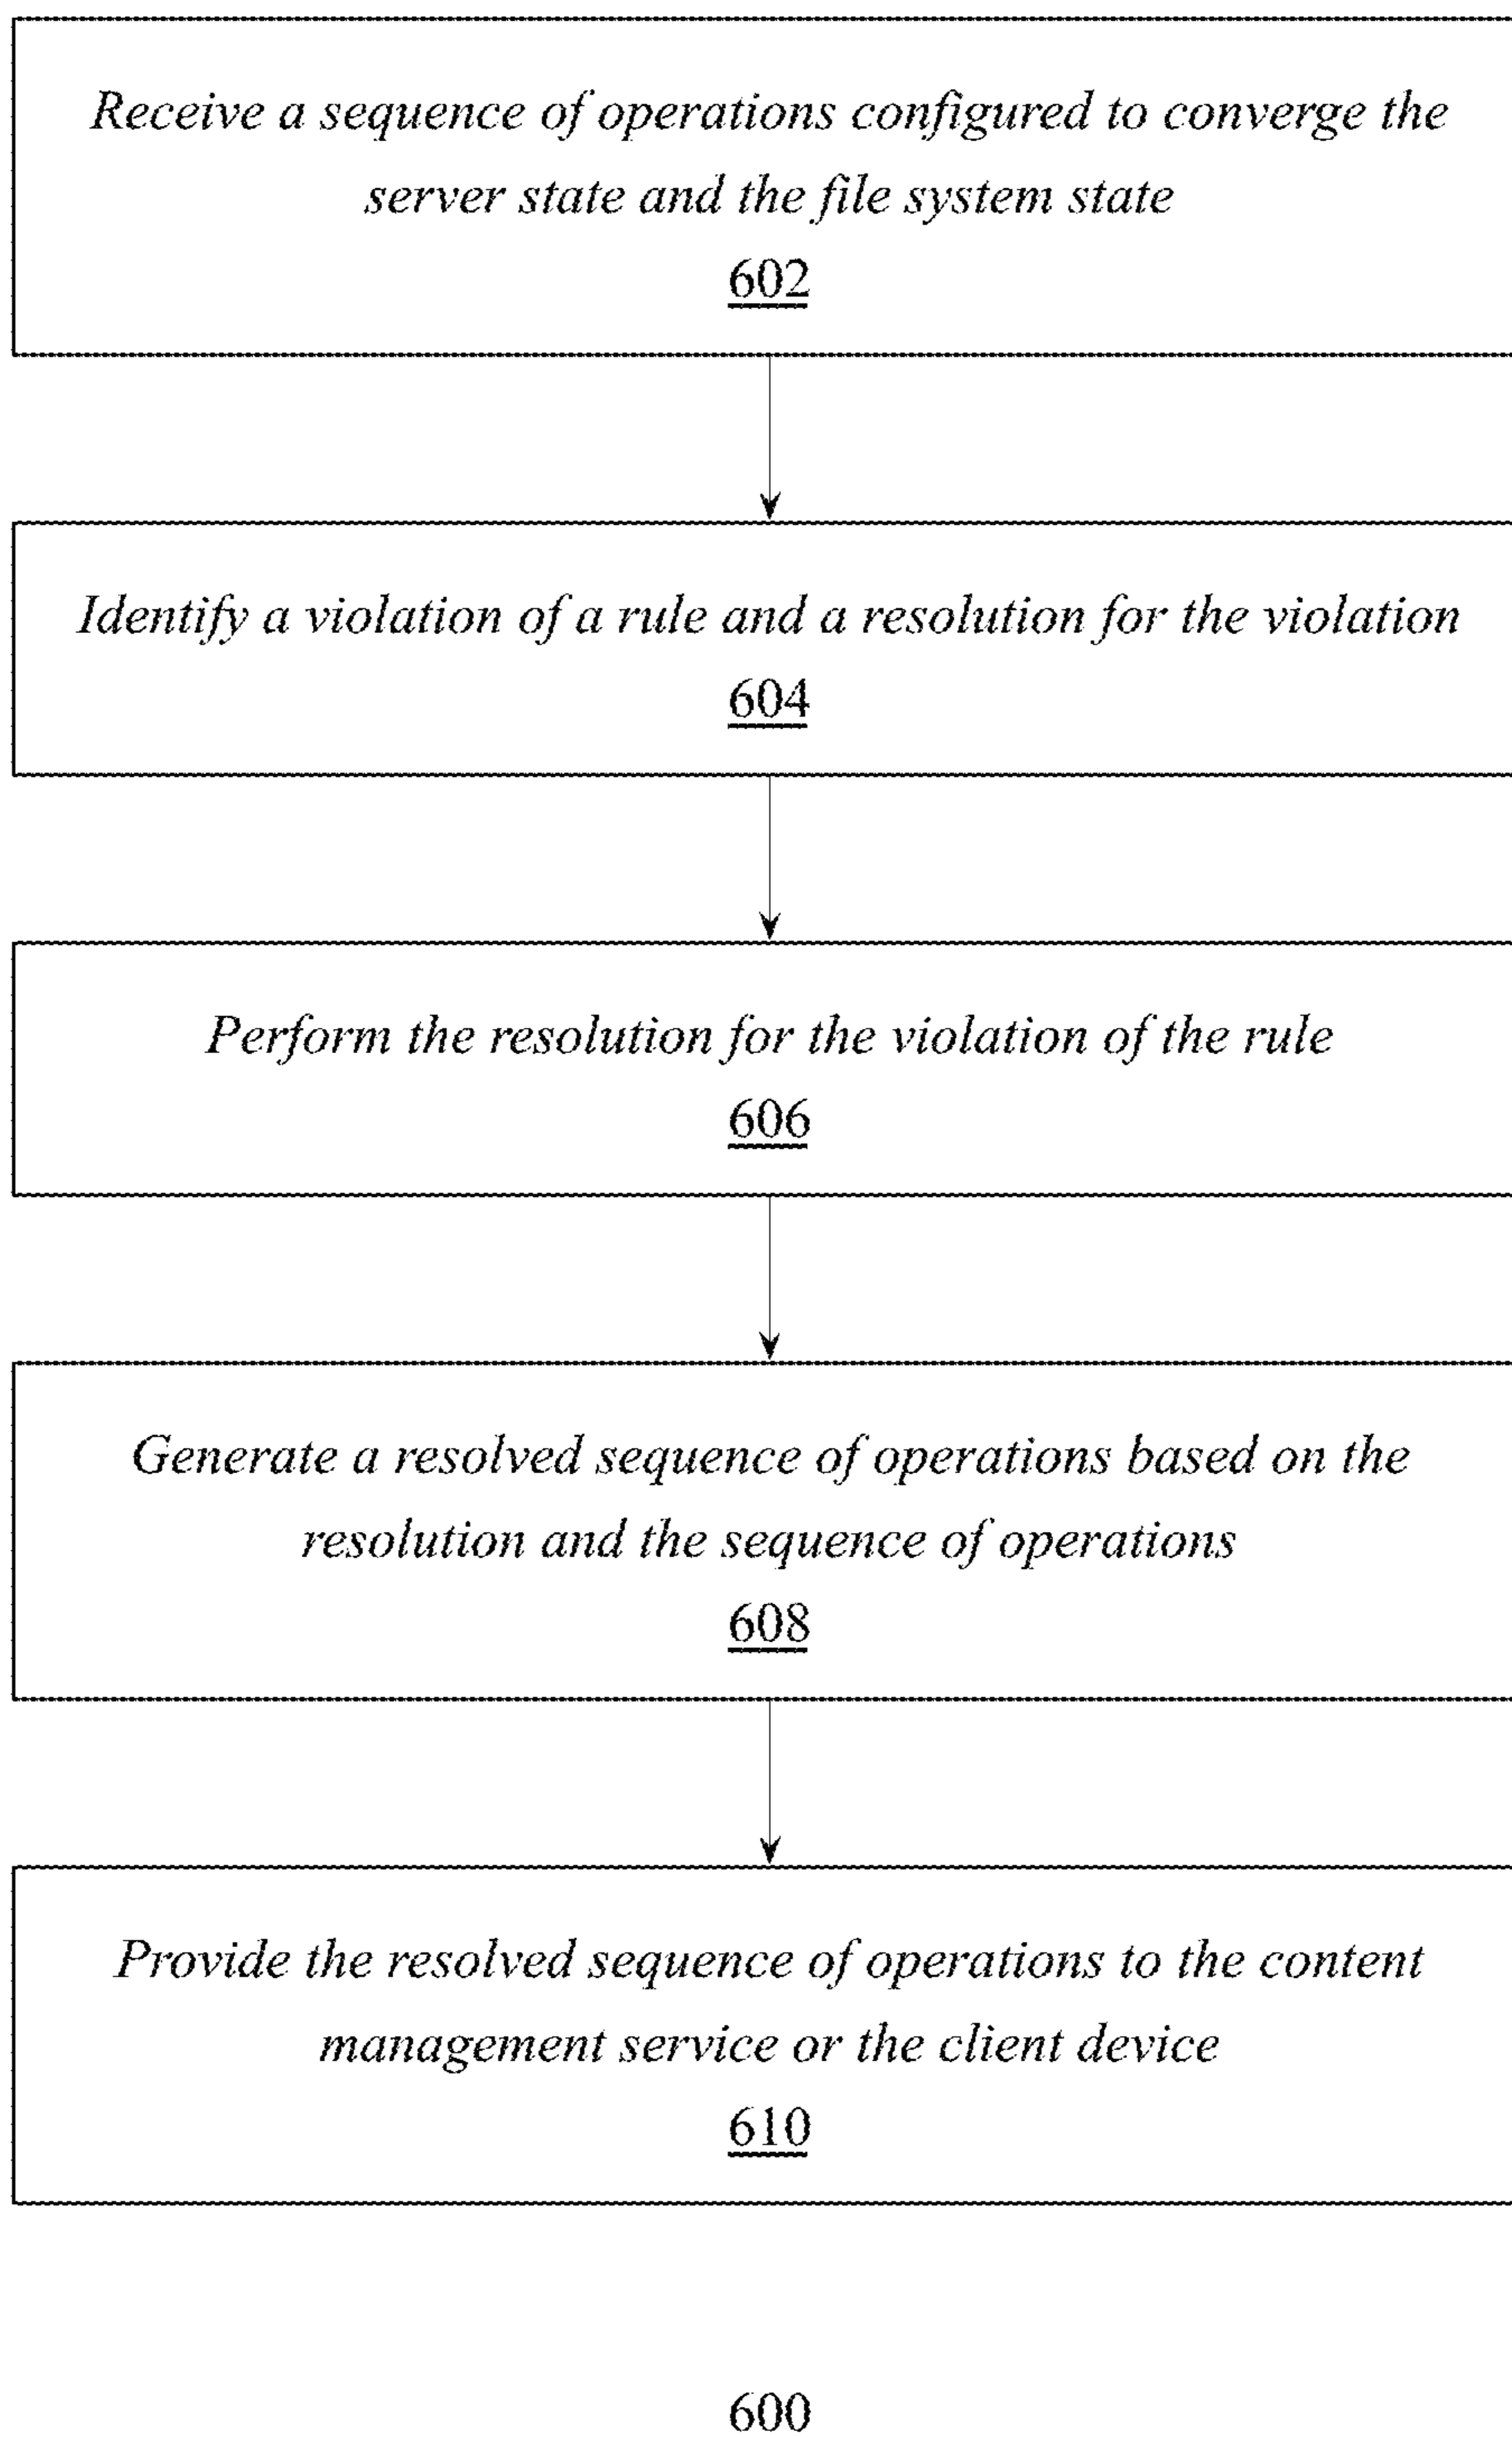 Receive a sequence of operations configured to converge the
server state and the file system state
602
Identify a violation of a rule and a resolution for the violation
604
Perform the resolution for the violation of the rule
606
Generate a resolved sequence of operations based on the
resolution and the sequence of operations
608
Provide the resolved sequence of operations to the content
management service or the client device
610
600